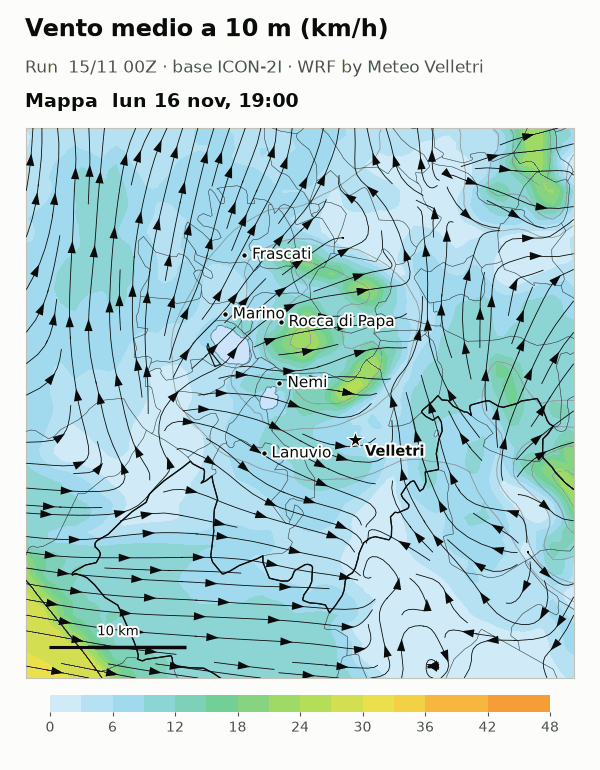 Vento medio a 10 m (km/h)
Run 15/11 00Z · base ICON-2I · WRF by Meteo Velletri
Mappa lun 16 nov, 19:00
Frascati
Marino
Rocca di Papa
Nemi
Velletri
Lanuvio
10 km
0 6 12 18 24 30 36 42 48